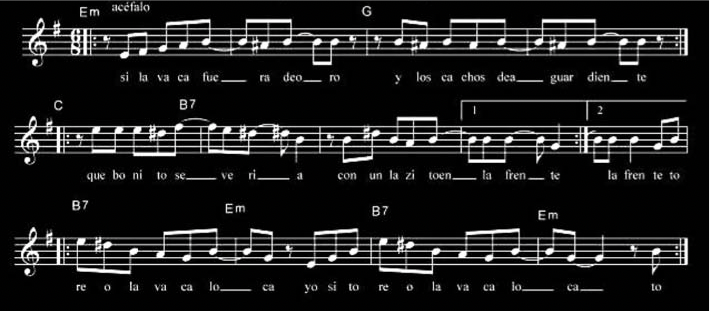 Em acéfalo G
si la va ca fue ra deo ro y los ca chos dea guar dien te
C B7 1 2
que bo ni to se ve ri a con un la zi toen la fren te la fren te to
B7 Em B7 Em
re o la va ca lo ca yo si to re o la va ca lo ca to